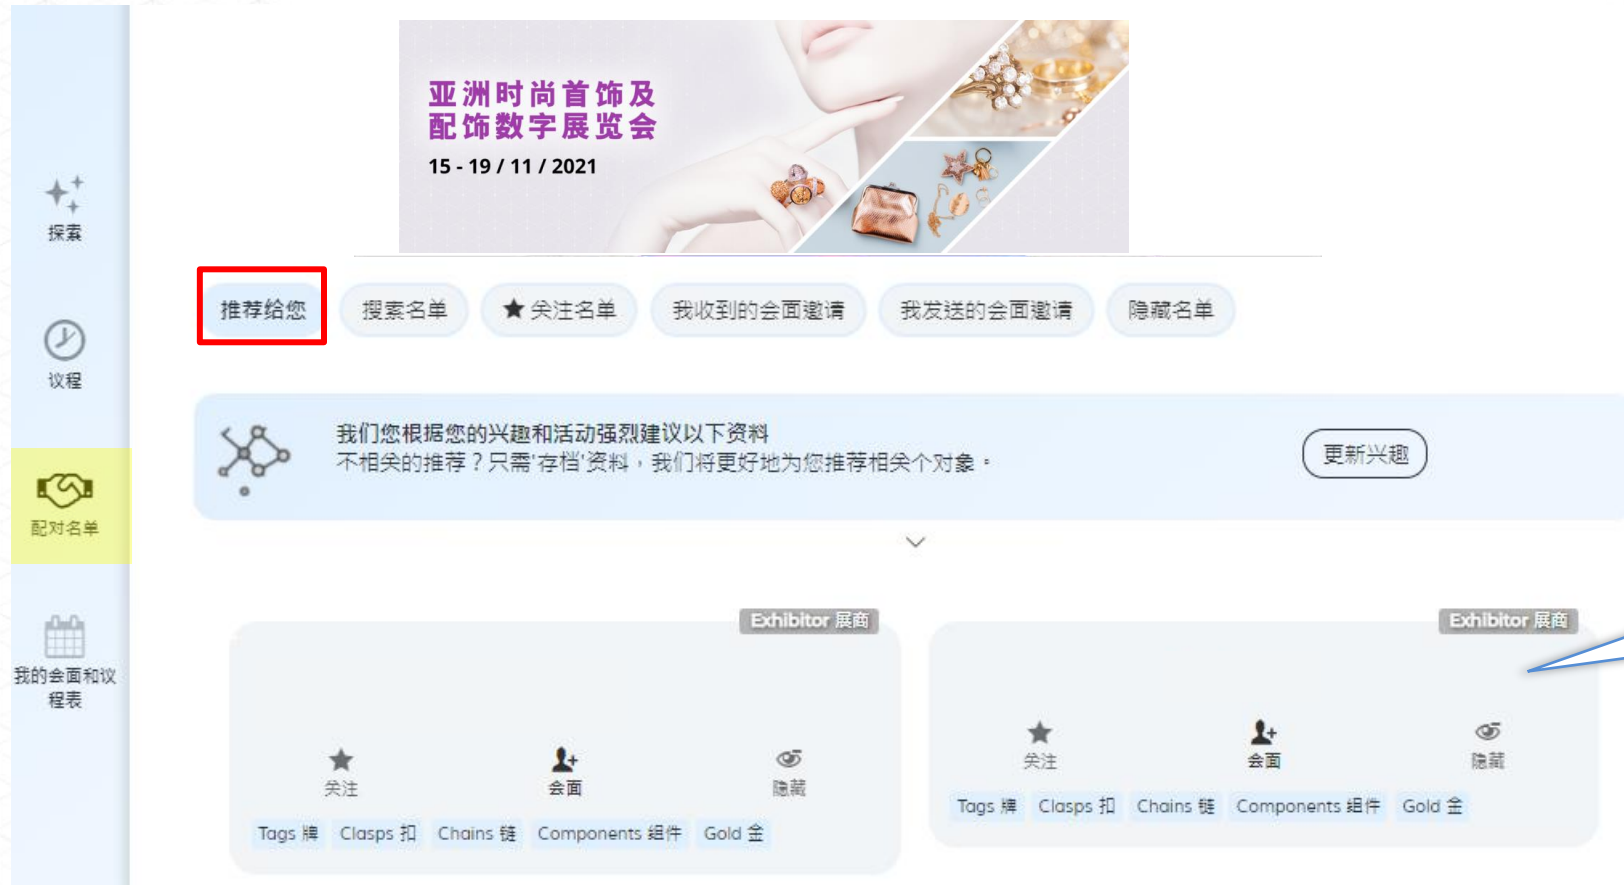 亚洲时尚首饰及
配饰数字展览会
15 - 19 / 11 / 2021
探索
议程
配对名单
我的会面和议
程表
推荐给您
搜索名单
★ 关注名单
我收到的会面邀请
我发送的会面邀请
隐藏名单
我们您根据您的兴趣和活动强烈建议以下资料
不相关的推荐？只需'存档'资料，我们将更好地为您推荐相关个对象。
更新兴趣
Exhibitor 展商
关注
会面
隐藏
Tags 牌 Clasps 扣 Chains 链 Components 组件 Gold 金
Exhibitor 展商
关注
会面
隐藏
Tags 牌 Clasps 扣 Chains 链 Components 组件 Gold 金